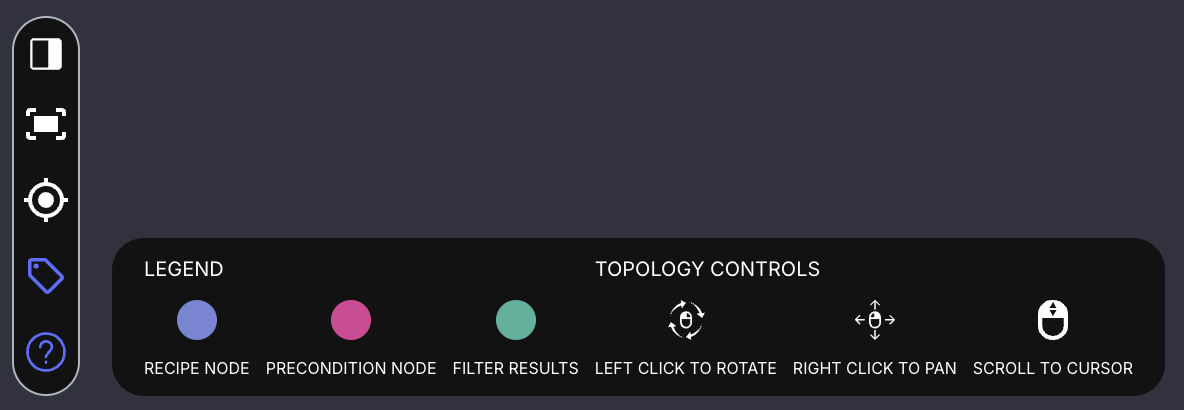 LEGEND
TOPOLOGY CONTROLS
RECIPE NODE
PRECONDITION NODE
FILTER RESULTS
LEFT CLICK TO ROTATE
RIGHT CLICK TO PAN
SCROLL TO CURSOR